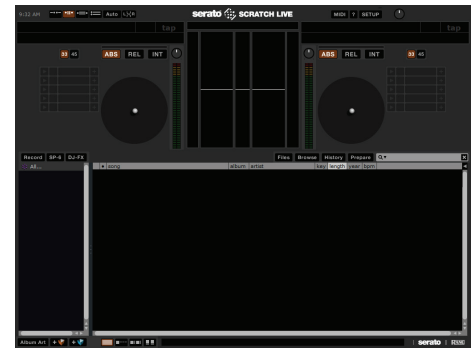 9:32 AM Auto serato SCRATCH LIVE MIDI ? SETUP
tap tap
33 45 ABS REL INT ABS REL INT 33 45
Record SP-6 DJ-FX Files Browse History Prepare
All... song album artist key length year bpm
Album Art serato RANE